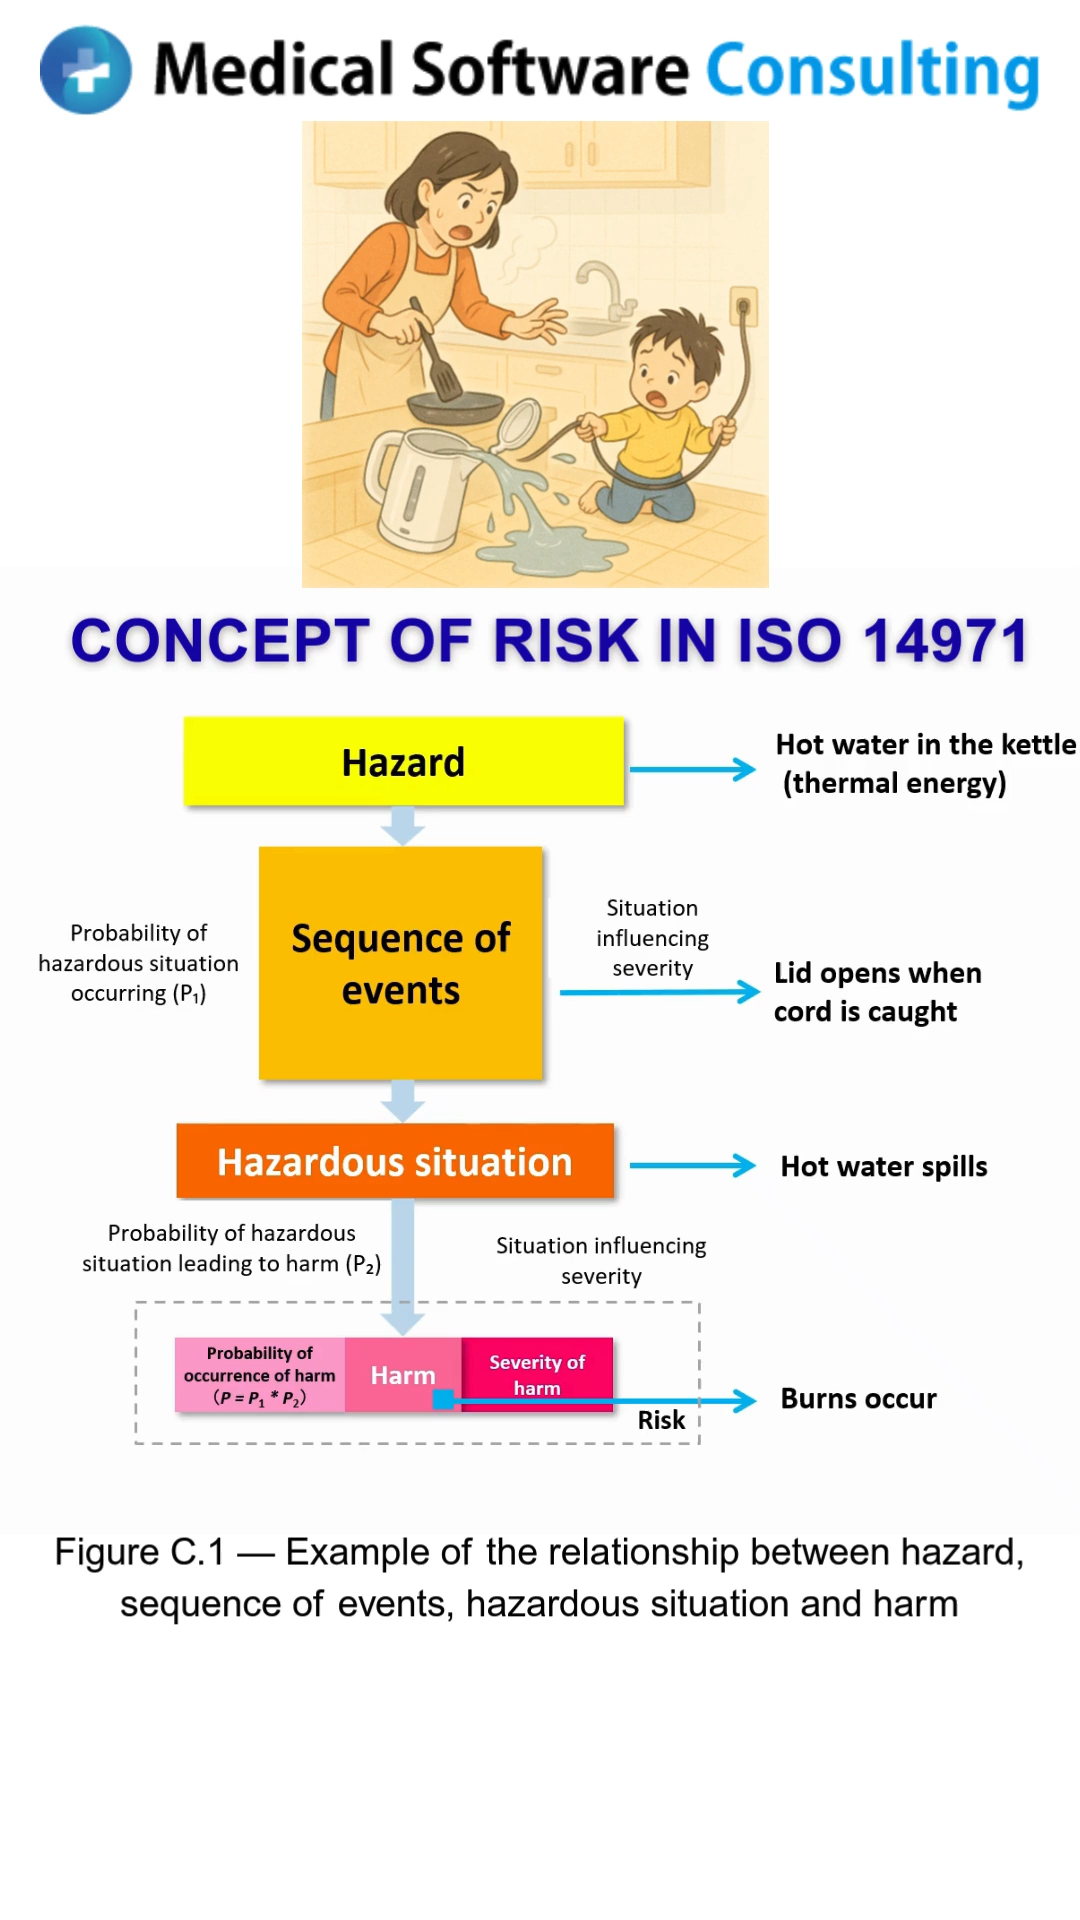 Medical Software Consulting
CONCEPT OF RISK IN ISO 14971
Hazard
Hot water in the kettle
(thermal energy)
Probability of
hazardous situation
occurring (P₁)
Sequence of
events
Situation
influencing
severity
Lid opens when
cord is caught
Hazardous situation
Hot water spills
Probability of hazardous
situation leading to harm (P₂)
Situation influencing
severity
Probability of
occurrence of harm
(P = P₁ * P₂)
Harm
Severity of
harm
Risk
Burns occur
Figure C.1 — Example of the relationship between hazard,
sequence of events, hazardous situation and harm